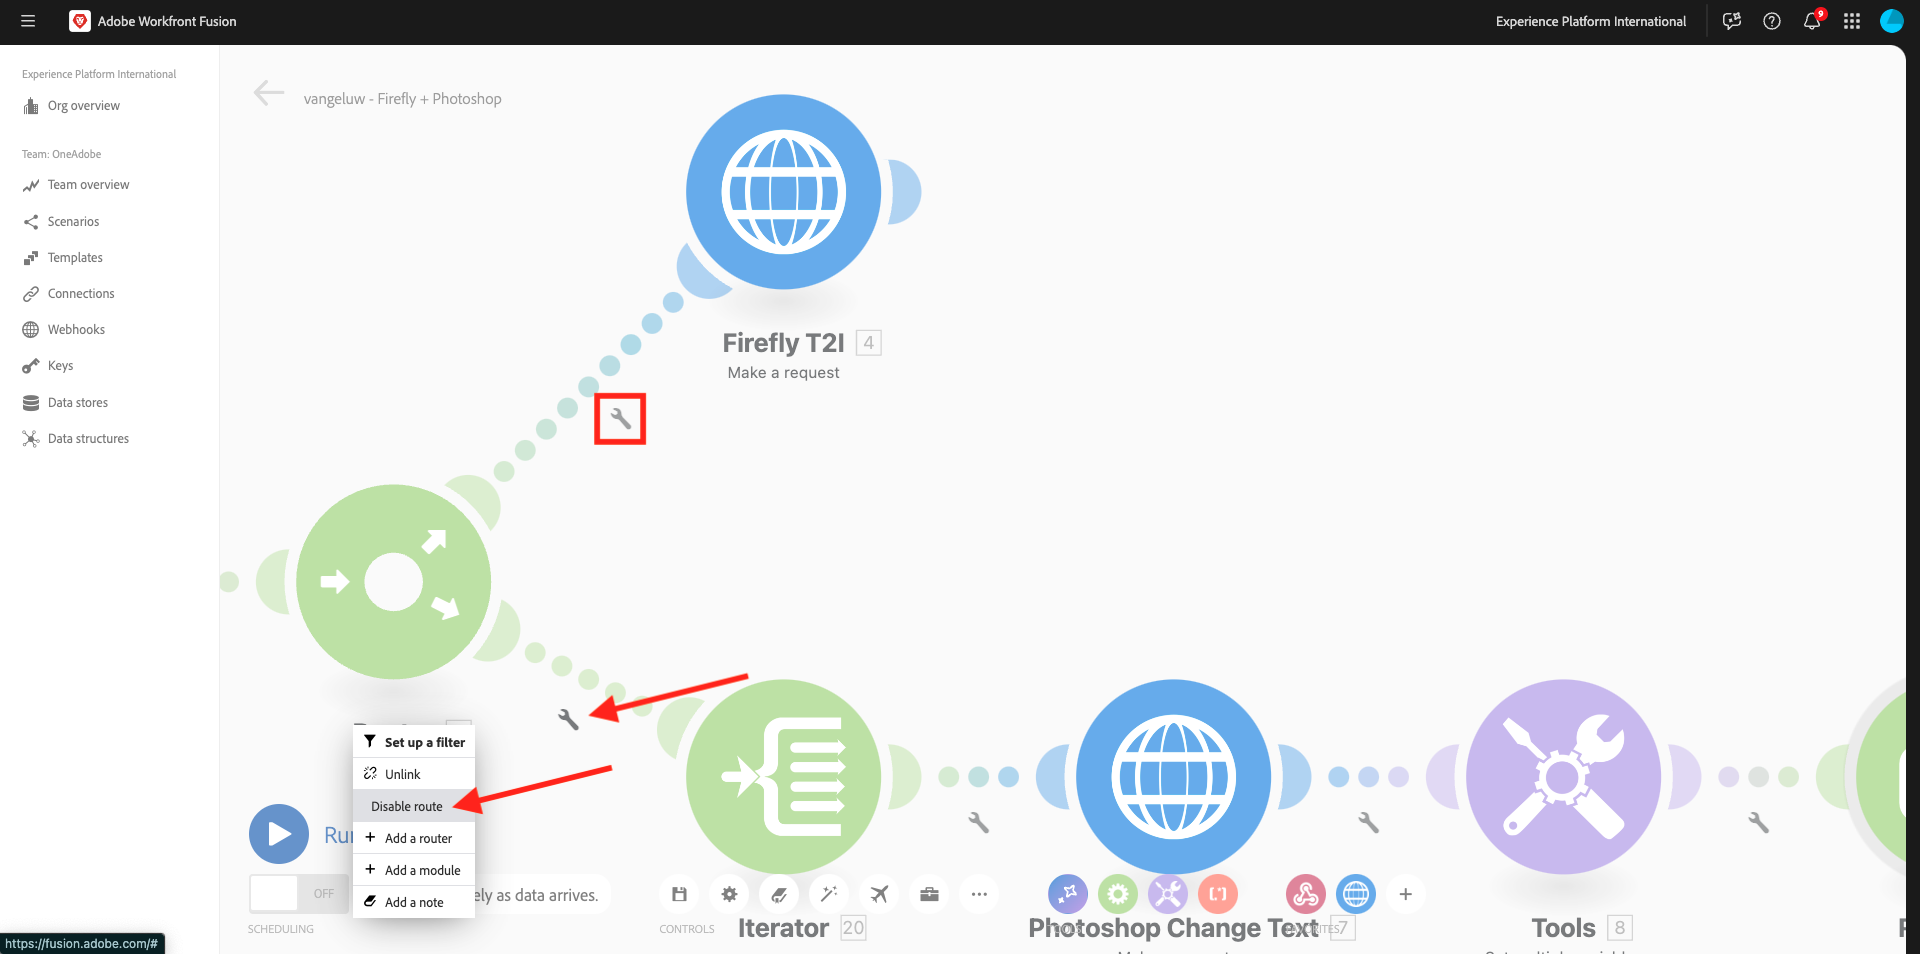 Adobe Workfront Fusion
Experience Platform International
9
Experience Platform International
Org overview
Team: OneAdobe
Team overview
Scenarios
Templates
Connections
Webhooks
Keys
Data stores
Data structures
vangeluw - Firefly + Photoshop
Firefly T2I 4
Make a request
Set up a filter
Unlink
Disable route
Add a router
Add a module
Add a note
Run
OFF
ely as data arrives.
SCHEDULING
CONTROLS
Iterator 20
Photoshop Change Text 7
Tools 8
https://fusion.adobe.com/#